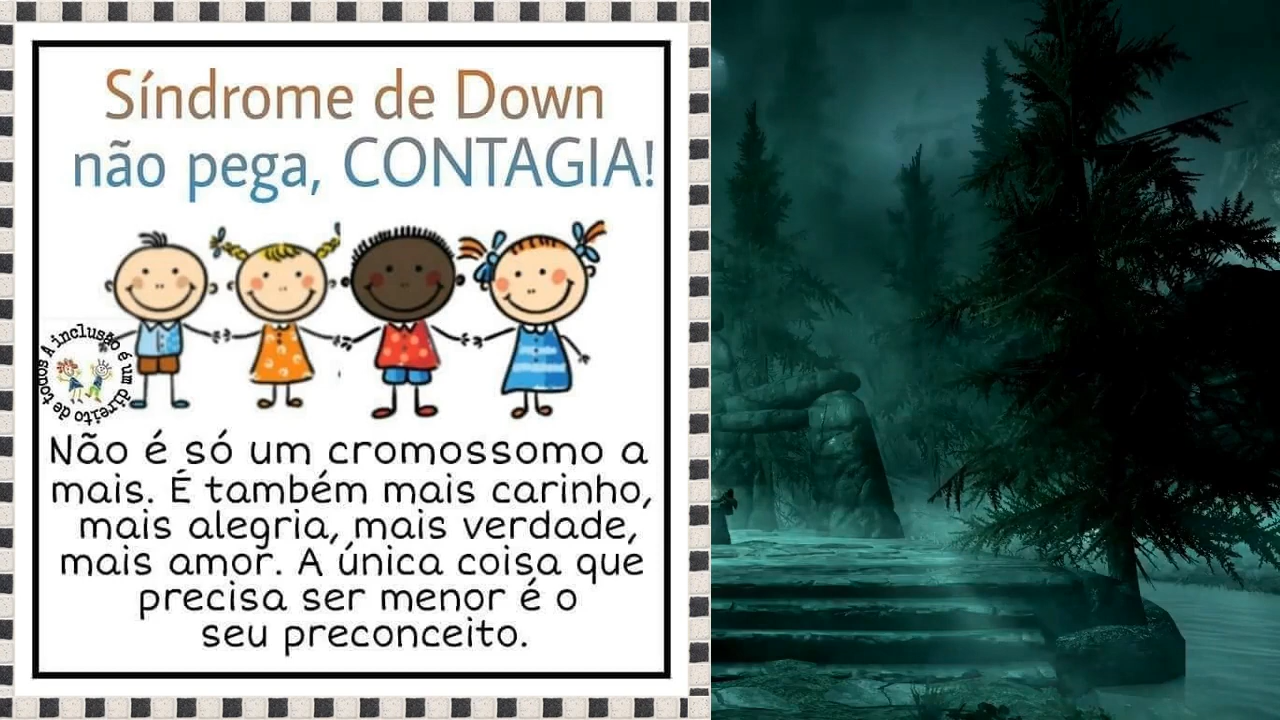 Síndrome de Down
não pega, CONTAGIA!
A inclusão é um direito de todos
Não é só um cromossomo a
mais. É também mais carinho,
mais alegria, mais verdade,
mais amor. A única coisa que
precisa ser menor é o
seu preconceito.